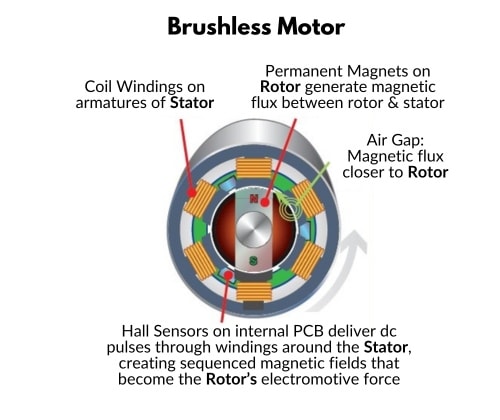 Brushless Motor
Permanent Magnets on
Rotor generate magnetic
flux between rotor & stator
Coil Windings on
armatures of Stator
Air Gap:
Magnetic flux
closer to Rotor
N
S
Hall Sensors on internal PCB deliver dc
pulses through windings around the Stator,
creating sequenced magnetic fields that
become the Rotor's electromotive force